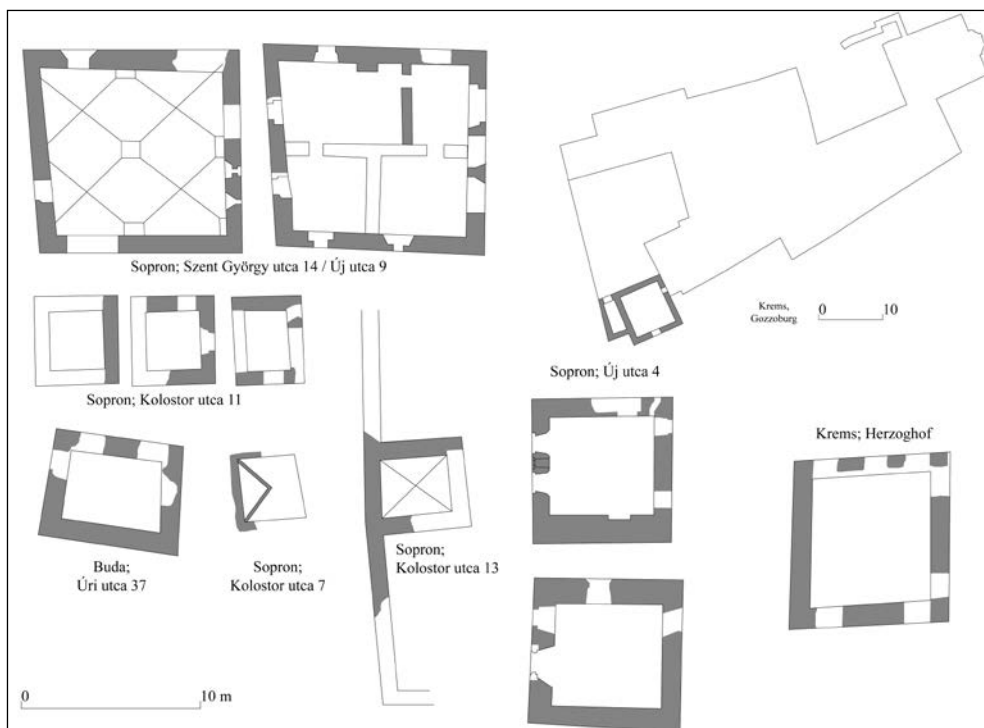 Sopron; Szent György utca 14 / Új utca 9
Krems,
Gozzoburg
0 10
Sopron; Új utca 4
Sopron; Kolostor utca 11
Krems; Herzoghof
Buda;
Úri utca 37
Sopron;
Kolostor utca 7
Sopron;
Kolostor utca 13
0 10 m